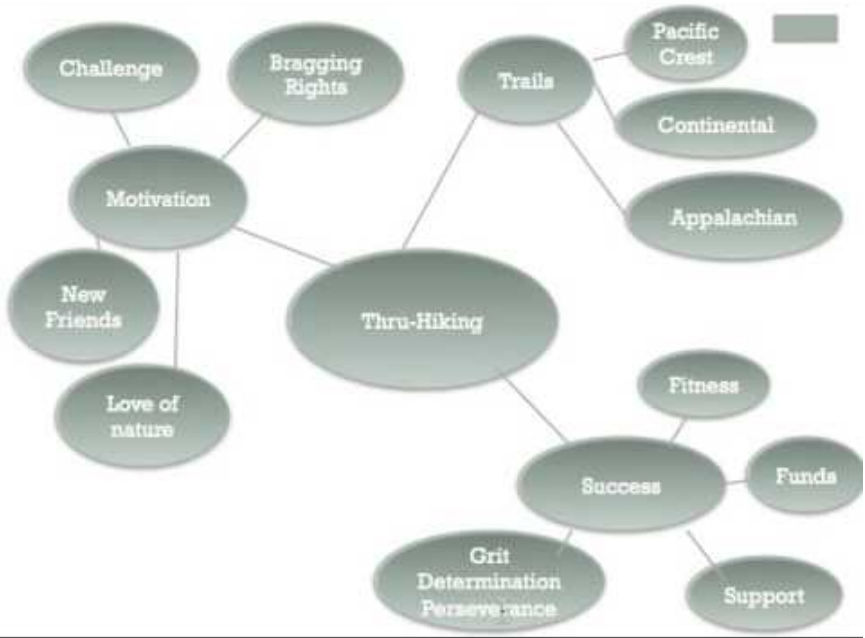 Challenge
Bragging
Rights
Motivation
New
Friends
Love of
nature
Trails
Pacific
Crest
Continental
Appalachian
Thru-Hiking
Fitness
Success
Funds
Grit
Determination
Perseverance
Support